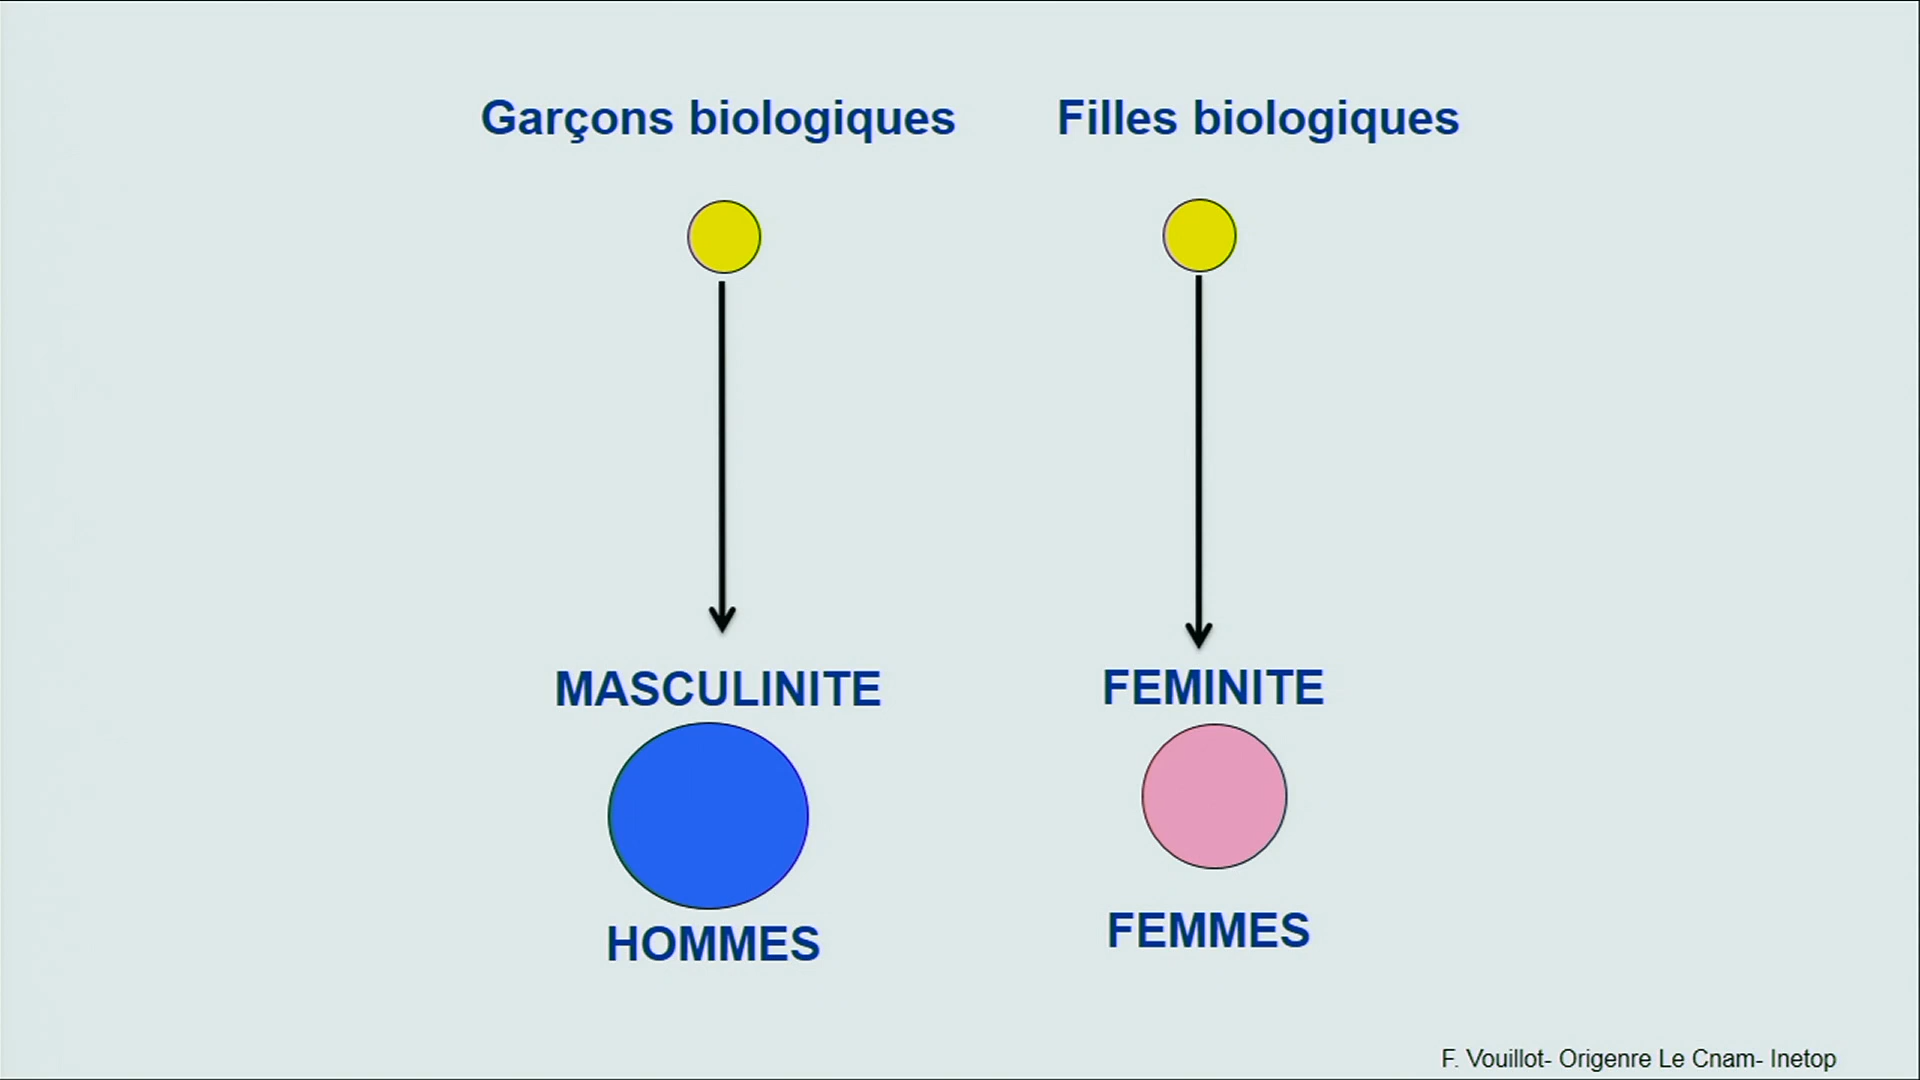 Garçons biologiques
Filles biologiques
MASCULINITE
FEMINITE
HOMMES
FEMMES
F. Vouillot- Origenre Le Cnam- Inetop